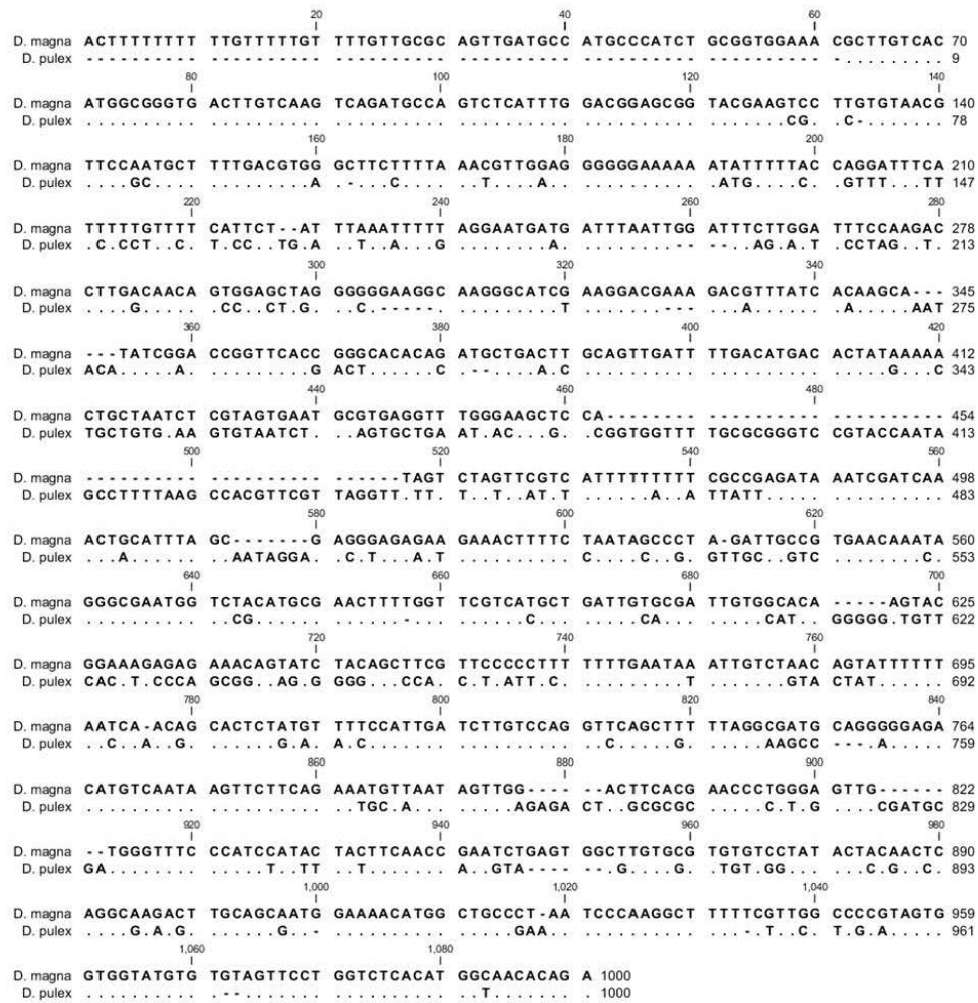 20 40 60
D. magna ACTTTTTTTT TTGTTTTTGT TTTGTTGCGC AGTTGATGCC ATGCCCATCT GCGGTGGAAA CGCTTGTCAC 70
D. pulex - - - - - - - - - - - - - - - - - - - - - - - - - - - - - - - - - - - - - - - - - - - - - - - - - - - - - - - - - - - - - . . . . . . . . . 9
80 100 120 140
D. magna ATGGCGGGTG ACTTGTCAAG TCAGATGCCA GTCTCATTTG GACGGAGCGG TACGAAGTCC TTGTGTAACG 140
D. pulex . . . . . . . . . . . . . . . . . . . . . . . . . . . . . . . . . . . . . . . . . . . . . . . . . . . . . . . . CG . C- . . . . . . . . 78
160 180 200
D. magna TTCCAATGCT TTTGACGTGG GCTTCTTTTA AACGTTGGAG GGGGGAAAAA ATATTTTTAC CAGGATTTCA 210
D. pulex . . . . GC. . . . . . . . . . . . . A . . - . . C . . . . . . . T . . . . A . . . . . . . . . . . . . . ATG . . . C . . GTTT . . . TT 147
220 240 260 280
D. magna TTTTTGTTTT CATTCT--AT TTAAATTTTT AGGAATGATG ATTTAATTGG ATTTCTTGGA TTTCCAAGAC 278
D. pulex . C . CCT . . C . T . CC . . TG . A . . T . . A . . G . . . . . . . . . A . . . . . . . . . - - - - . . . AG . A . T . CCTAG . . T . 213
300 320 340
D. magna CTTGACAACA GTGGAGCTAG GGGGGAAGGC AAGGGCATCG AAGGACGAAA GACGTTTATC ACAAGCA--- 345
D. pulex . . . . G . . . . . . . CC . CT . G . . C . ----- . . . . . . . . . . T . . . . . . . --- . . . A . . . . . . . A . . . . AAT 275
360 380 400 420
D. magna ---TATCGGA CCGGTTCACC GGGCACACAG ATGCTGACTT GCAGTTGATT TTGACATGAC ACTATAAAAA 412
D. pulex ACA . . . . A . . . . . . . . . . G ACT . . . . . C . . -- . . . A . C . . . . . . . . . . . . . . . . . . . . . . . . . G . . . C 343
440 460 480
D. magna CTGCTAATCT CGTAGTGAAT GCGTGAGGTT TGGGAAGCTC CA-------- ---------- ---------- 454
D. pulex TGCTGTG.AA GTGTAATCT. . . AGTGCTGA AT.AC. . . G. . CGGTGGTTT TGCGCGGGTC CGTACCAATA 413
500 520 540 560
D. magna ---------- ---------- ------TAGT CTAGTTCGTC ATTTTTTTTT CGCCGAGATA AATCGATCAA 498
D. pulex GCCTTTTAAG CCACGTTCGT TAGGTT.TT. T. . T. . AT.T . . . . . . . A. . A TTATT . . . . . . . . . . . . . . . 483
580 600 620
D. magna ACTGCATTTA GC-------G GAGGGAGAGAA GAAACTTTTC TAATAGCCCT A-GATTGCCG TGAACAAATA 560
D. pulex . . . A . . . . . . . . AATAGGA . C.T. . . A.T . . . . . . . . . . C . . . . C . . G . GTTGC . . GTC . . . . . . . . C . 553
640 660 680 700
D. magna GGGCGAATGG TCTACATGCG AACTTTTGGT TCGTCATGCT GATTGTGCGA TTGTGGCACA -----AGTAC 625
D. pulex . . . . . . . . . . . . CG . . . . . . . . . . . . - . . . . . . . . C . . . . . . . . CA . . . . . . . . CAT . GGGGG.TGTT 622
720 740 760
D. magna GGAAAGAGAG AAACAGTATC TACAGCTTCG TTCCCCCTTT TTTTGAATAA ATTGTCTAAC AGTATTTTTT 695
D. pulex CAC.T.CCCA GCGG. . AG.G GGG. . . CCA. C.T.ATT.C. . . . . . . . . . T . . . . . . . . . GTA CTAT . . . . . . 692
780 800 820 840
D. magna AATCA-ACAG CACTCTATGT TTTCCATTGA TCTTGTCCAG GTTCAGCTTT TTAGGCGATG CAGGGGGAGA 764
D. pulex . . C . . A . . G . . . . . . . G . A . A . C . . . . . . . . . . . . . . . . . . . . C . . . . . G . . . . . . . AAGCC . ---. A . . . . 759
860 880 900
D. magna CATGTCAATA AGTTCTTCAG AAATGTTAAT AGTTGG---- --ACTTCACG AACCCTGGGA GTTG------ 822
D. pulex . . . . . . . . . . . . . . . . . . . . . . TGC.A . . . . . . . . . . AGAGA CT . . GCGCGC . . . . . C.T.G . . . . CGATGC 829
920 940 960 980
D. magna --TGGGTTTC CCATCCATAC TACTTCAACC GAATCTGAGT GGCTTGTGCG TGTGTCCTAT ACTACAACTC 890
D. pulex GA . . . . . . . . . . . . . . T . . TT . . T . . . . . . . A . . GTA----- - . G . . . . G . . TGT . GG . . . . . . C . G . . C . 893
1,000 1,020 1,040
D. magna AGGCAAGACT TGCAGCAATG GAAAACATGG CTGCCCT-AA TCCCAAGGCT TTTTCGTTGG CCCCGTAGTG 959
D. pulex . . . . G . A . G . . . . . . . G . . - . . . . . . . . . . . . . . . . GAA . . . . . . . . . . . . . . . - . T . . C . T . G . A . . . . 961
1,060 1,080
D. magna GTGGTATGTG TGTAGTTCCT GGTCTCACAT GGCAACACAG A 1000
D. pulex . . . . . . . . . . . -- . . . . . . . . . . . . . . . . . . . T . . . . . . . . . 1000